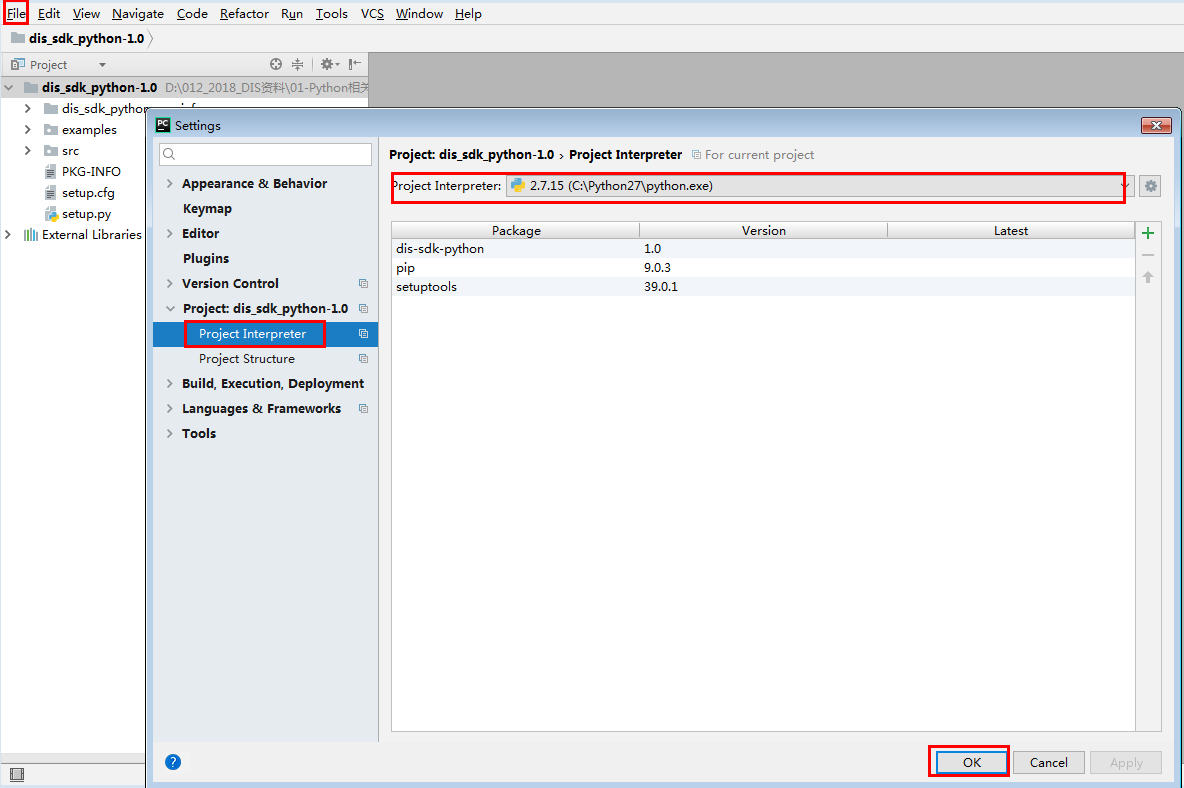 File Edit View Navigate Code Refactor Run Tools VCS Window Help
dis_sdk_python-1.0
Project
dis_sdk_python-1.0 D:\012_2018_DIS资料\01-Python相关
dis_sdk_python
examples
src
PKG-INFO
setup.cfg
setup.py
External Libraries
PC Settings
Appearance & Behavior
Keymap
Editor
Plugins
Version Control
Project: dis_sdk_python-1.0
Project Interpreter
Project Structure
Build, Execution, Deployment
Languages & Frameworks
Tools
Project: dis_sdk_python-1.0 › Project Interpreter For current project
Project Interpreter: 2.7.15 (C:\Python27\python.exe)
Package Version Latest
dis-sdk-python 1.0
pip 9.0.3
setuptools 39.0.1
? OK Cancel Apply